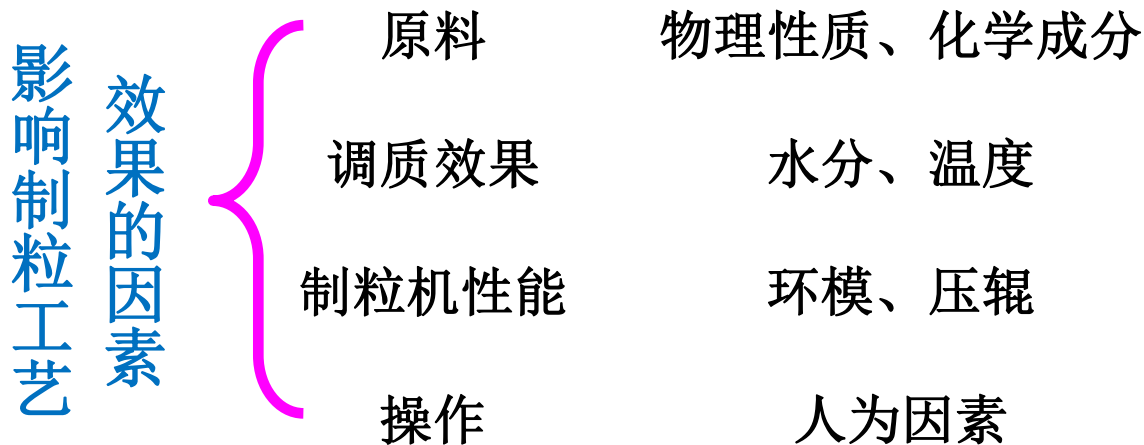 影响制粒工艺
效果的因素
原料 物理性质、化学成分
调质效果 水分、温度
制粒机性能 环模、压辊
操作 人为因素